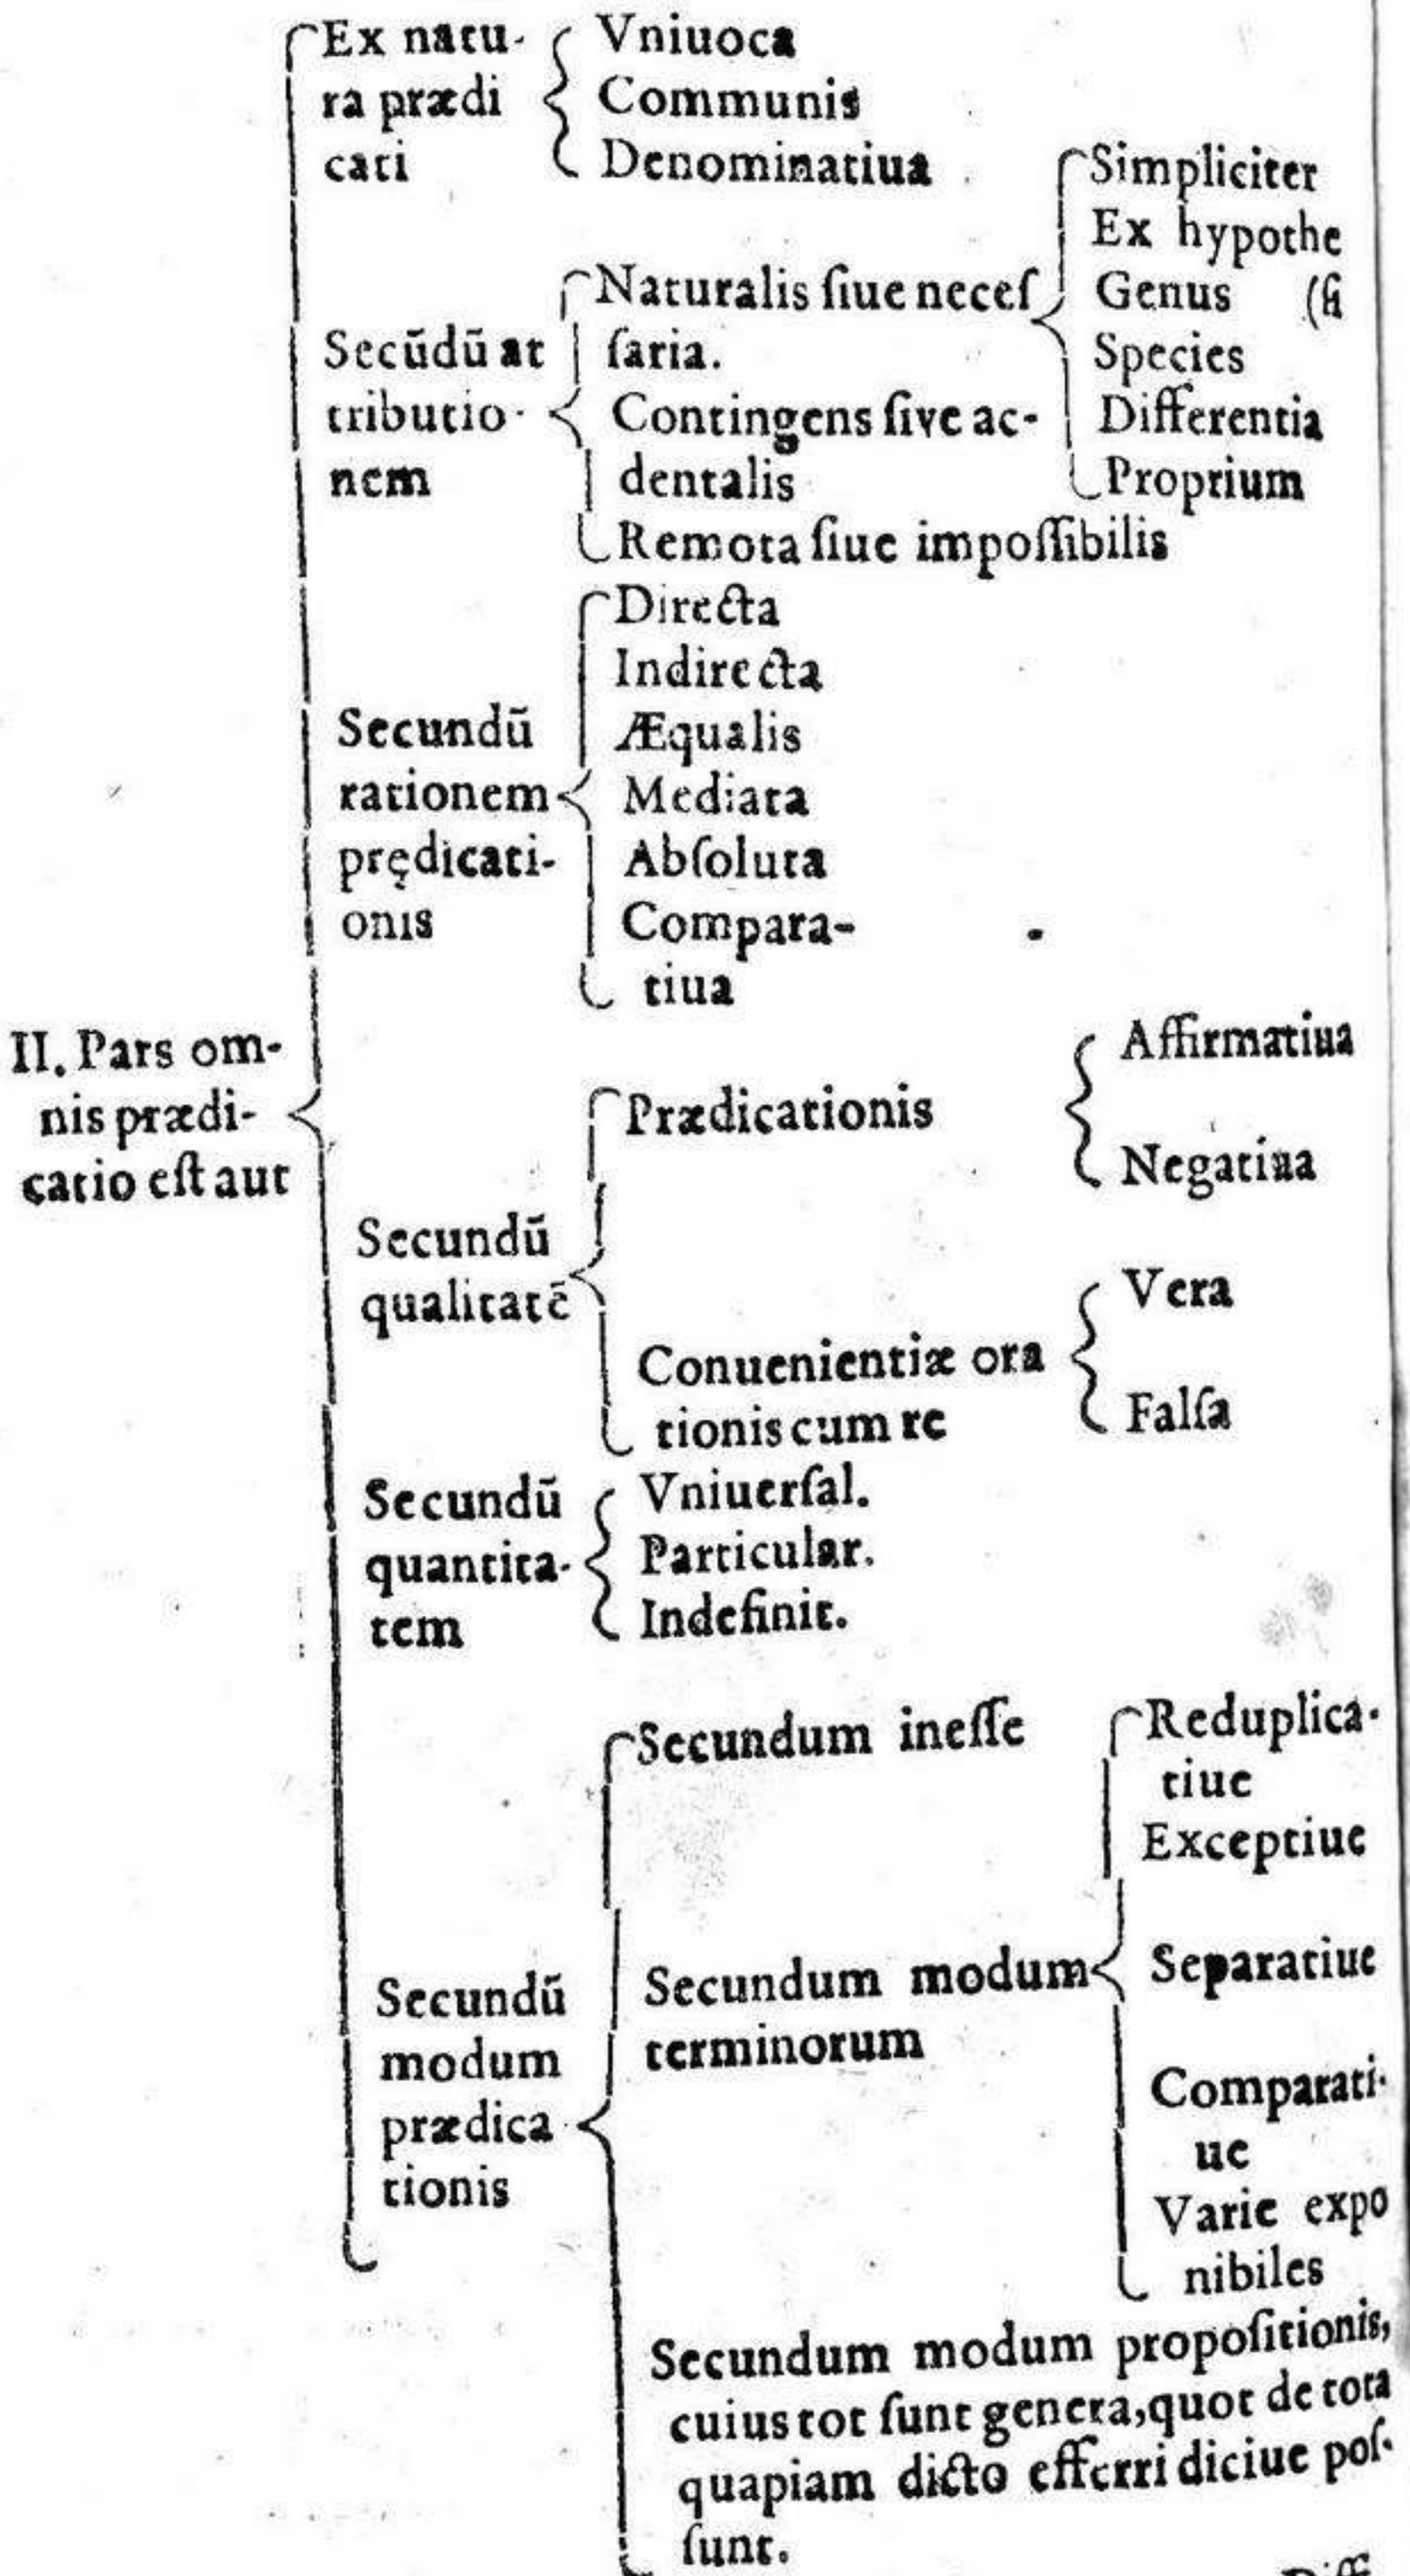 Ex natu-
ra prædi
cati
Vniuoca
Communis
Denominatiua
Secūdū at
tributio-
nem
Naturalis ſiue neceſ
ſaria.
Contingens ſive ac-
dentalis
Remota ſiue impoſſibilis
Simpliciter
Ex hypothe
Genus (ſi
Species
Differentia
Proprium
Secundū
rationem
prędicati-
onis
Directa
Indirecta
Æqualis
Mediata
Abſoluta
Compara-
tiua
II. Pars om-
nis prædi-
catio eſt aut
Secundū
qualitatē
Prædicationis
Affirmatiua
Negatiua
Conuenientiæ ora
tionis cum re
Vera
Falſa
Secundū
quantita-
tem
Vniuerſal.
Particular.
Indefinit.
Secundū
modum
prædica
tionis
Secundum ineſſe
Secundum modum
terminorum
Reduplica-
tiue
Exceptiue
Separatiue
Comparati-
ue
Varie expo
nibiles
Secundum modum propoſitionis,
cuius tot ſunt genera, quot de tota
quapiam dicto efferri diciue poſ-
ſunt.